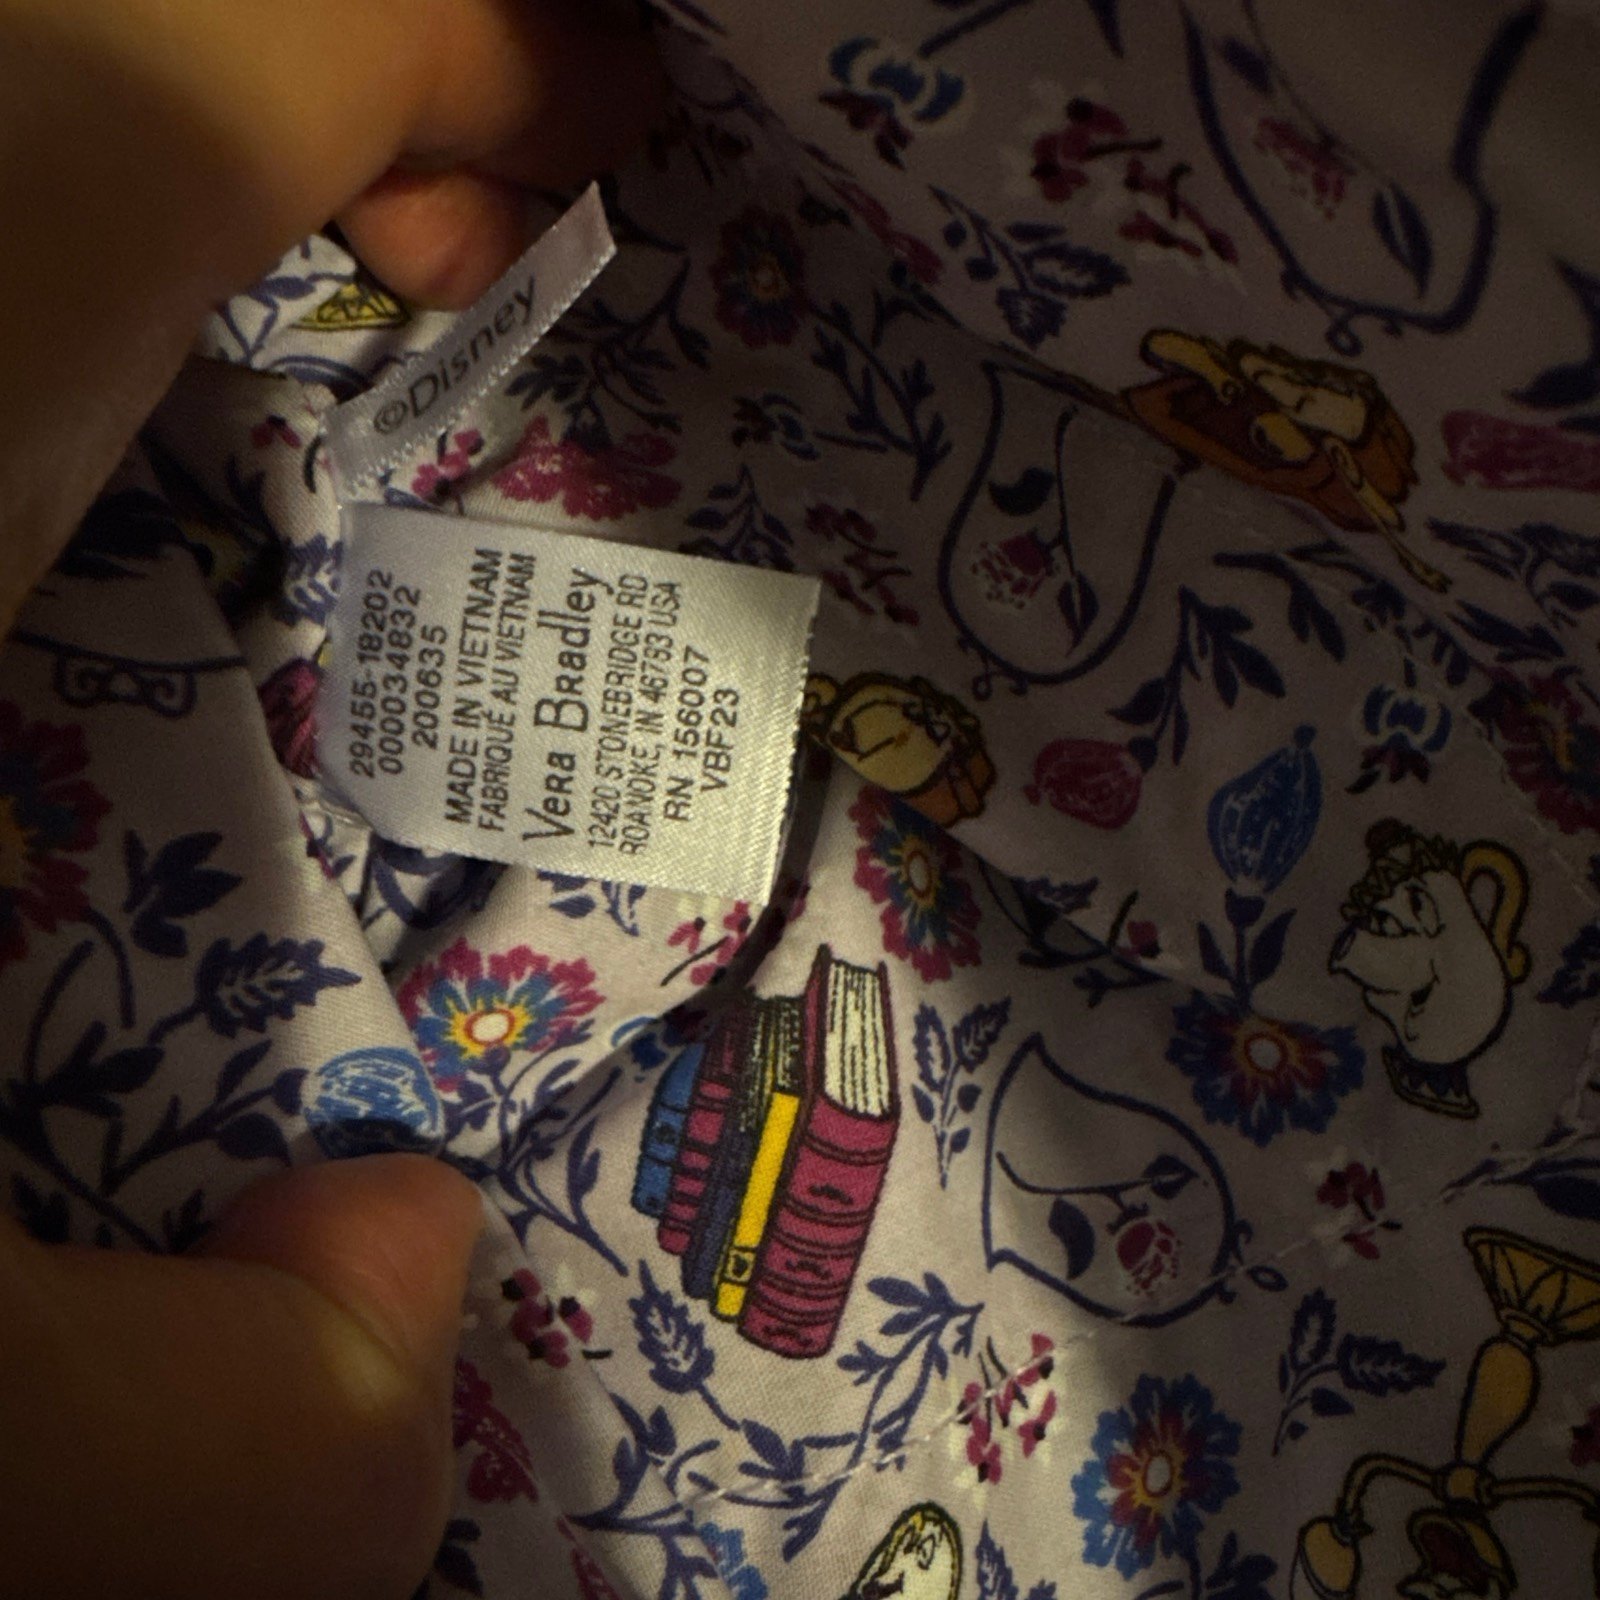 ©Disney
29455-18202
000034832
200635
MADE IN VIETNAM
FABRIQUÉ AU VIETNAM
Vera Bradley
12420 STONEBRIDGE RD
ROANOKE, IN 46783 USA
RN 156007
VBF23